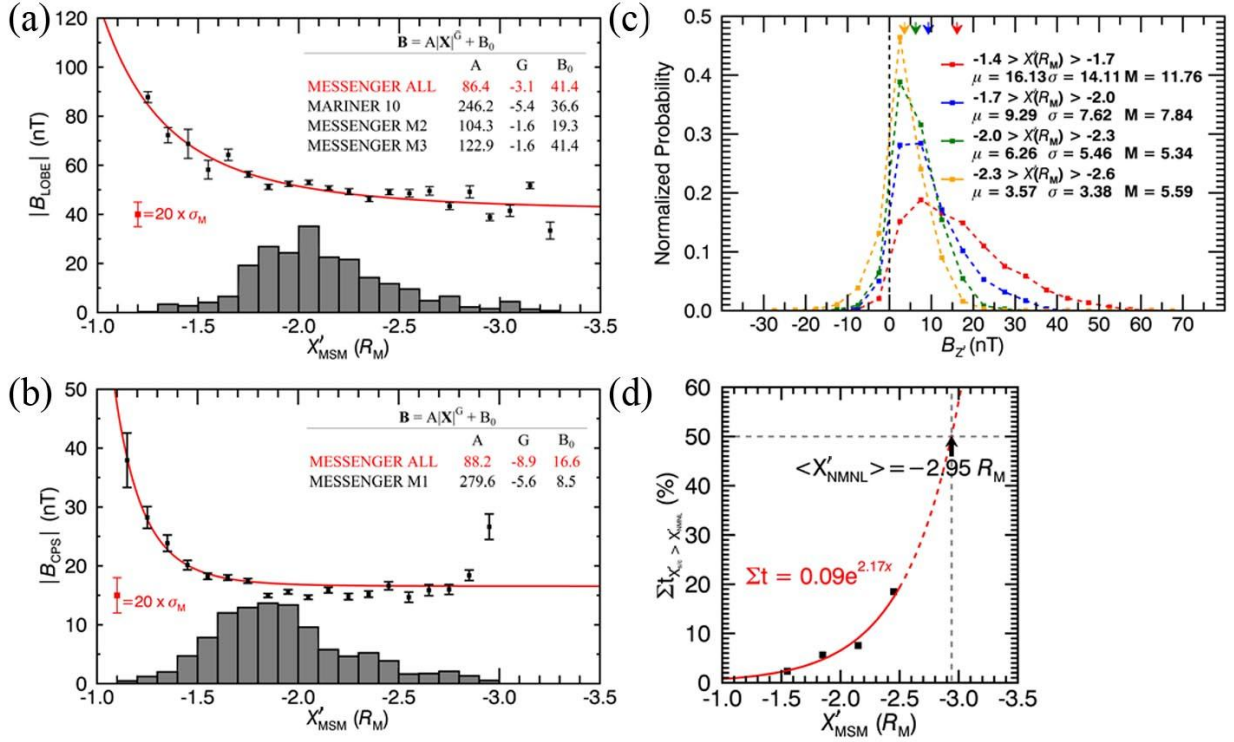 (a)
120
100
80
60
40
20
0
|B_LOBE| (nT)
B = A|X|^G + B_0
A G B_0
MESSENGER ALL 86.4 -3.1 41.4
MARINER 10 246.2 -5.4 36.6
MESSENGER M2 104.3 -1.6 19.3
MESSENGER M3 122.9 -1.6 41.4
= 20 x σ_M
-1.0 -1.5 -2.0 -2.5 -3.0 -3.5
X'_MSM (R_M)
(b)
50
40
30
20
10
0
|B_CPS| (nT)
B = A|X|^G + B_0
A G B_0
MESSENGER ALL 88.2 -8.9 16.6
MESSENGER M1 279.6 -5.6 8.5
= 20 x σ_M
-1.0 -1.5 -2.0 -2.5 -3.0 -3.5
X'_MSM (R_M)
(c)
0.5
0.4
0.3
0.2
0.1
0.0
Normalized Probability
-1.4 > X'(R_M) > -1.7
μ = 16.13 σ = 14.11 M = 11.76
-1.7 > X'(R_M) > -2.0
μ = 9.29 σ = 7.62 M = 7.84
-2.0 > X'(R_M) > -2.3
μ = 6.26 σ = 5.46 M = 5.34
-2.3 > X'(R_M) > -2.6
μ = 3.57 σ = 3.38 M = 5.59
-30 -20 -10 0 10 20 30 40 50 60 70
B_Z' (nT)
(d)
60
50
40
30
20
10
0
Σt_X'_S/C > X'_NMNL (%)
<X'_NMNL> = -2.95 R_M
Σt = 0.09e^2.17x
-1.0 -1.5 -2.0 -2.5 -3.0 -3.5
X'_MSM (R_M)